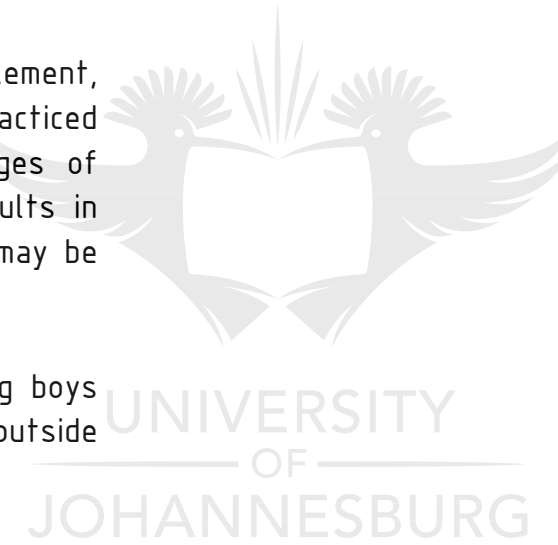 ement,
acticed
ges of
ults in
may be
g boys
outside
UNIVERSITY
OF
JOHANNESBURG